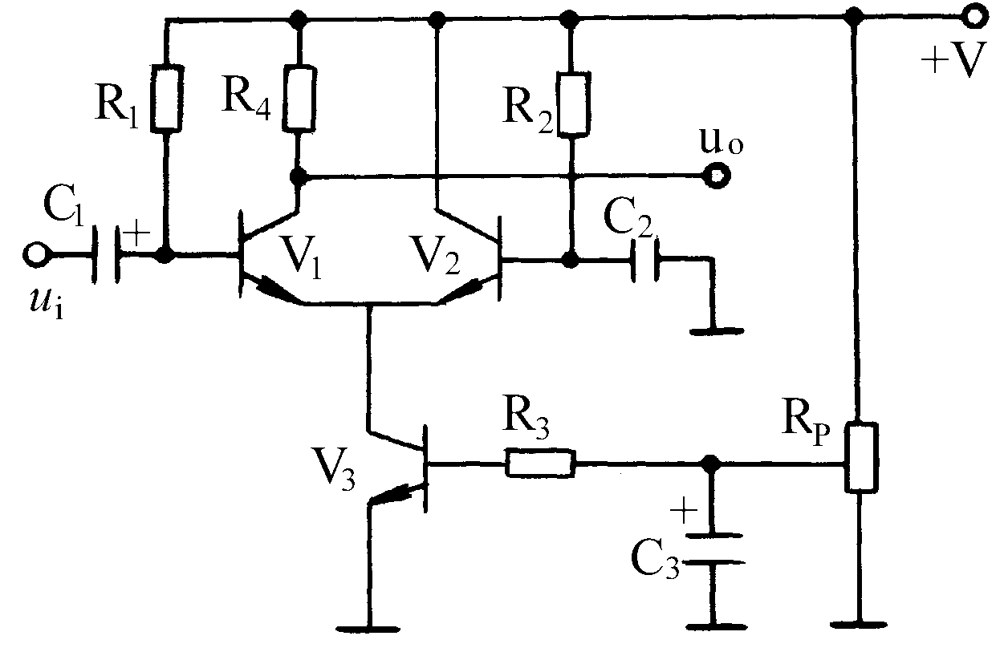 +V
R1
R4
R2
uo
C1
+
V1
V2
C2
ui
R3
RP
V3
+
C3